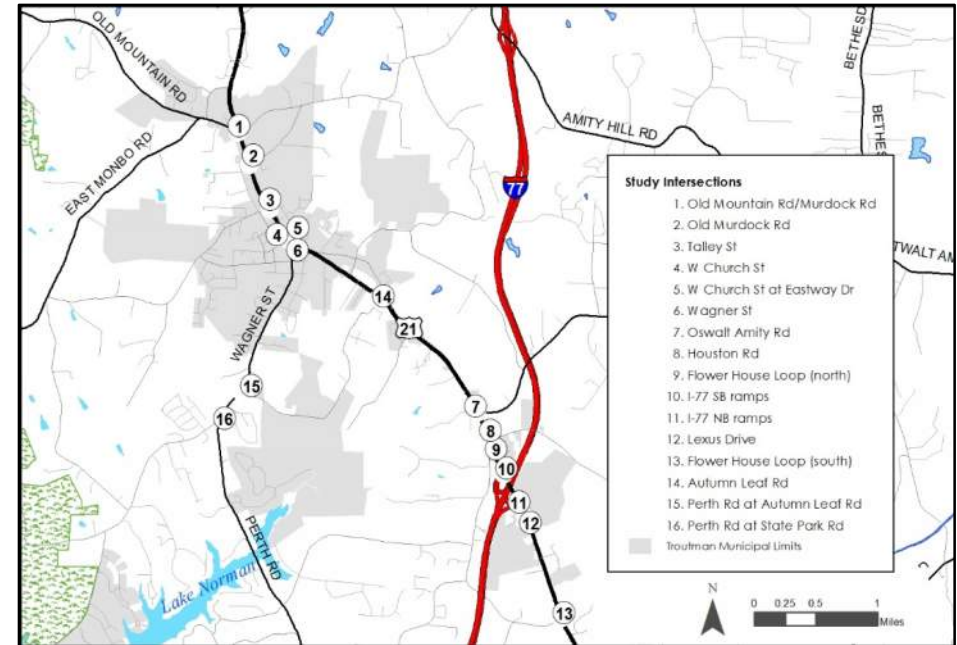 OLD MOUNTAIN RD
EAST MONBO RD
AMITY HILL RD
BETHESD
BETHES
TWALT AM
77
1
2
3
4
5
6
14
21
WAGNER ST
15
16
7
8
9
10
11
12
13
PERTH RD
Lake Norman
Study Intersections
1. Old Mountain Rd/Murdock Rd
2. Old Murdock Rd
3. Talley St
4. W Church St
5. W Church St at Eastway Dr
6. Wagner St
7. Oswalt Amity Rd
8. Houston Rd
9. Flower House Loop (north)
10. I-77 SB ramps
11. I-77 NB ramps
12. Lexus Drive
13. Flower House Loop (south)
14. Autumn Leaf Rd
15. Perth Rd at Autumn Leaf Rd
16. Perth Rd at State Park Rd
Troutman Municipal Limits
N
0 0.25 0.5 1
Miles